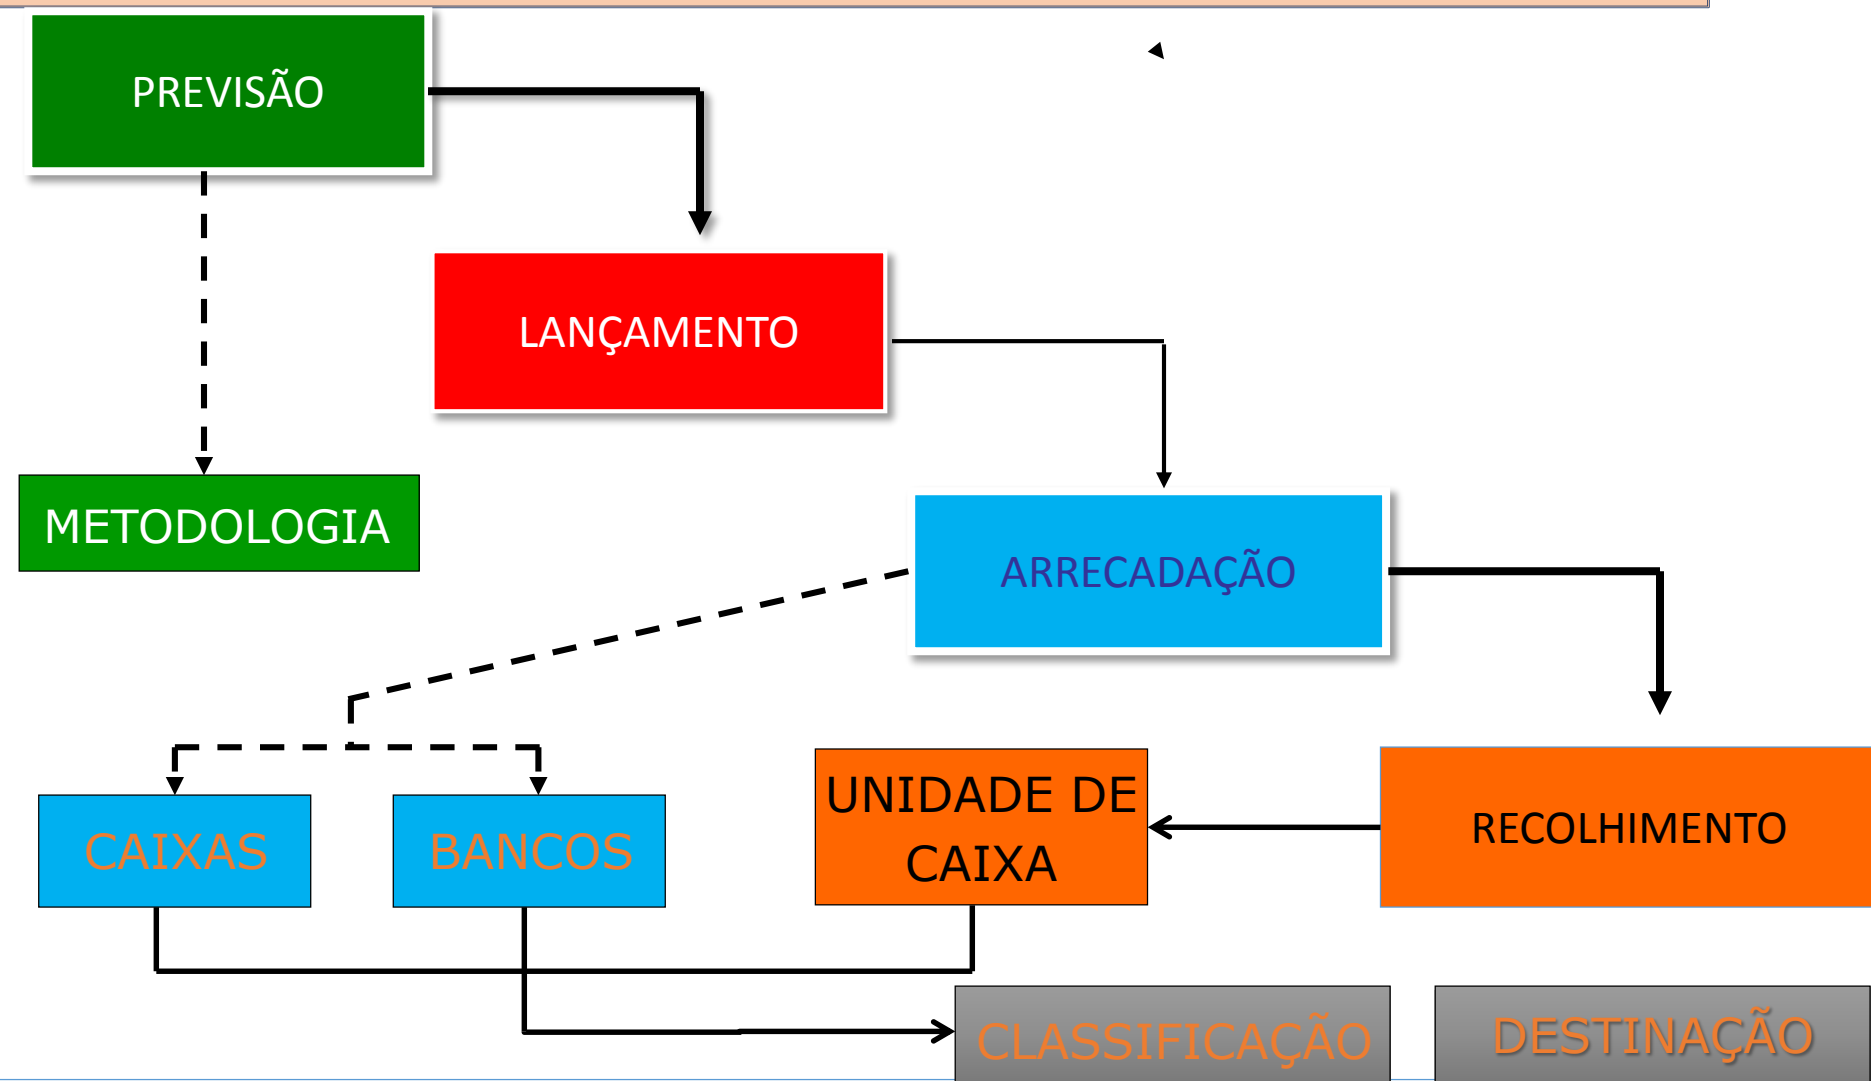 PREVISÃO
LANÇAMENTO
METODOLOGIA
ARRECADAÇÃO
UNIDADE DE
CAIXA
RECOLHIMENTO
CAIXAS
BANCOS
CLASSIFICAÇÃO
DESTINAÇÃO